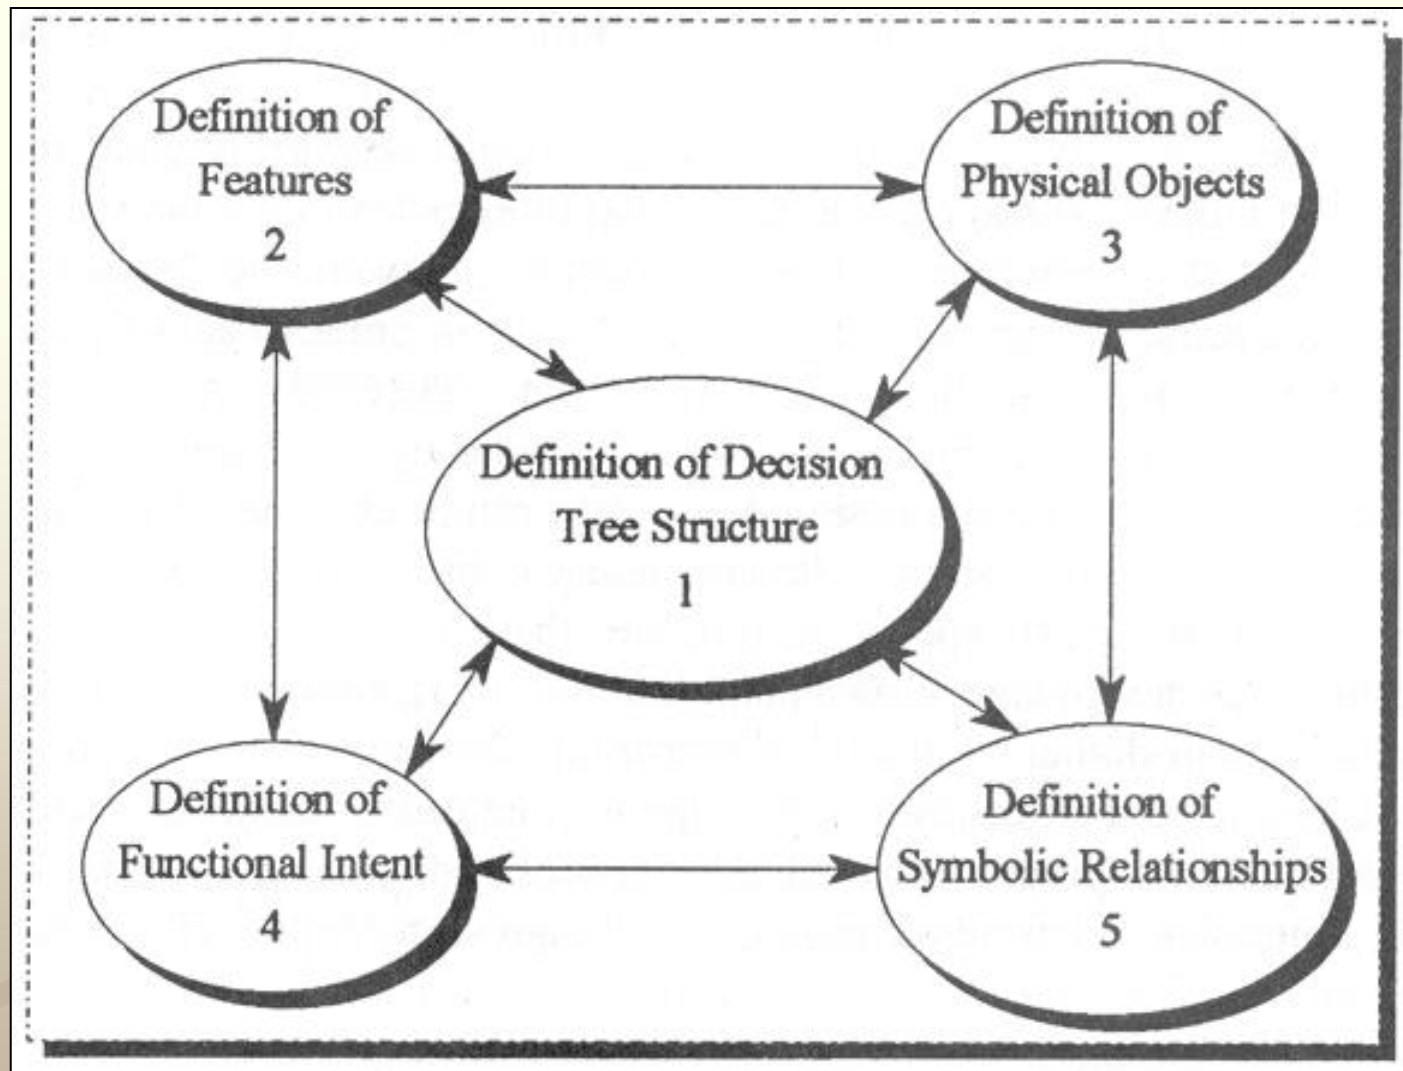 Definition of
Features
2
Definition of
Physical Objects
3
Definition of Decision
Tree Structure
1
Definition of
Functional Intent
4
Definition of
Symbolic Relationships
5